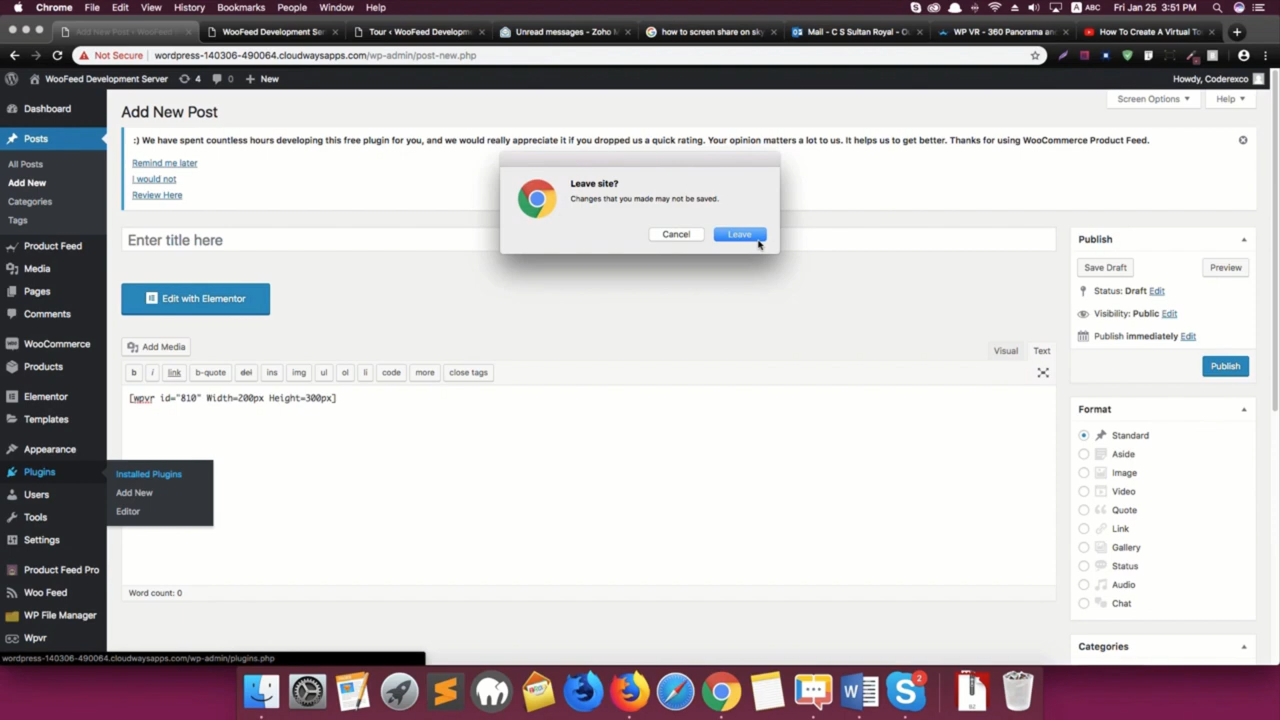 Chrome File Edit View History Bookmarks People Window Help
ABC Fri Jan 25 3:51 PM
Add New Post ‹ WooFeed
WooFeed Development Ser
Tour ‹ WooFeed Developm
Unread messages - Zoho M
how to screen share on sky
Mail - C S Sultan Royal - Ou
WP VR - 360 Panorama an
How To Create A Virtual To
Not Secure wordpress-140306-490064.cloudwaysapps.com/wp-admin/post-new.php
WooFeed Development Server 4 0 + New
Howdy, Coderexco
Dashboard
Posts
All Posts
Add New
Categories
Tags
Product Feed
Media
Pages
Comments
WooCommerce
Products
Elementor
Templates
Appearance
Plugins
Installed Plugins
Add New
Editor
Users
Tools
Settings
Product Feed Pro
Woo Feed
WP File Manager
Wpvr
Add New Post
Screen Options ▼
Help ▼
:) We have spent countless hours developing this free plugin for you, and we would really appreciate it if you dropped us a quick rating. Your opinion matters a lot to us. It helps us to get better. Thanks for using WooCommerce Product Feed.
Remind me later
I would not
Review Here
Leave site?
Changes that you made may not be saved.
Cancel
Leave
Enter title here
Edit with Elementor
Add Media
Visual
Text
b i link b-quote del ins img ul ol li code more close tags
[wpvr id="810" Width=200px Height=300px]
Word count: 0
Publish
Save Draft
Preview
Status: Draft Edit
Visibility: Public Edit
Publish immediately Edit
Publish
Format
Standard
Aside
Image
Video
Quote
Link
Gallery
Status
Audio
Chat
Categories
wordpress-140306-490064.cloudwaysapps.com/wp-admin/plugins.php
2